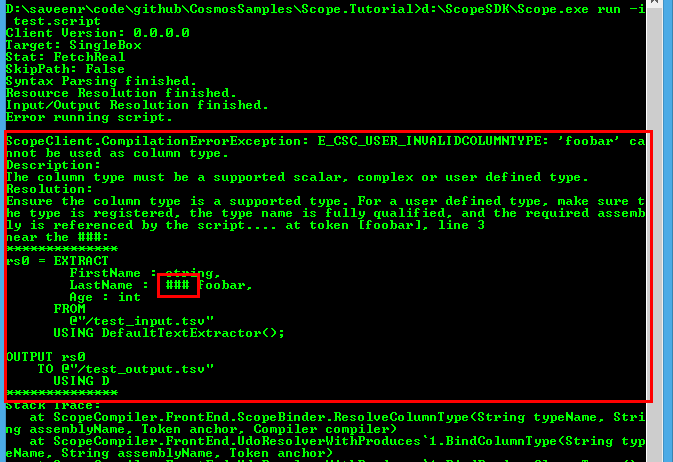 D:\saveenr\code\github\CosmosSamples\Scope.Tutorial>d:\ScopeSDK\Scope.exe run -i
 test.script
Client Version: 0.0.0.0
Target: SingleBox
Stat: FetchReal
SkipPath: False
Syntax Parsing finished.
Resource Resolution finished.
Input/Output Resolution finished.
Error running script.
ScopeClient.CompilationErrorException: E_CSC_USER_INVALIDCOLUMNTYPE: 'foobar' ca
nnot be used as column type.
Description:
The column type must be a supported scalar, complex or user defined type.
Resolution:
Ensure the column type is a supported type. For a user defined type, make sure t
he type is registered, the type name is fully qualified, and the required assemb
ly is referenced by the script.... at token [foobar], line 3
near the ###:
**************
rs0 = EXTRACT
FirstName : string,
LastName : ### foobar,
Age : int
FROM
@"/test_input.tsv"
USING DefaultTextExtractor();
OUTPUT rs0
TO @"/test_output.tsv"
USING D
**************
Stack Trace:
at ScopeCompiler.FrontEnd.ScopeBinder.ResolveColumnType(String typeName, Stri
ng assemblyName, Token anchor, Compiler compiler)
at ScopeCompiler.FrontEnd.UdoResolverWithProduces`1.BindColumnType(String typ
eName, String assemblyName, Token anchor)